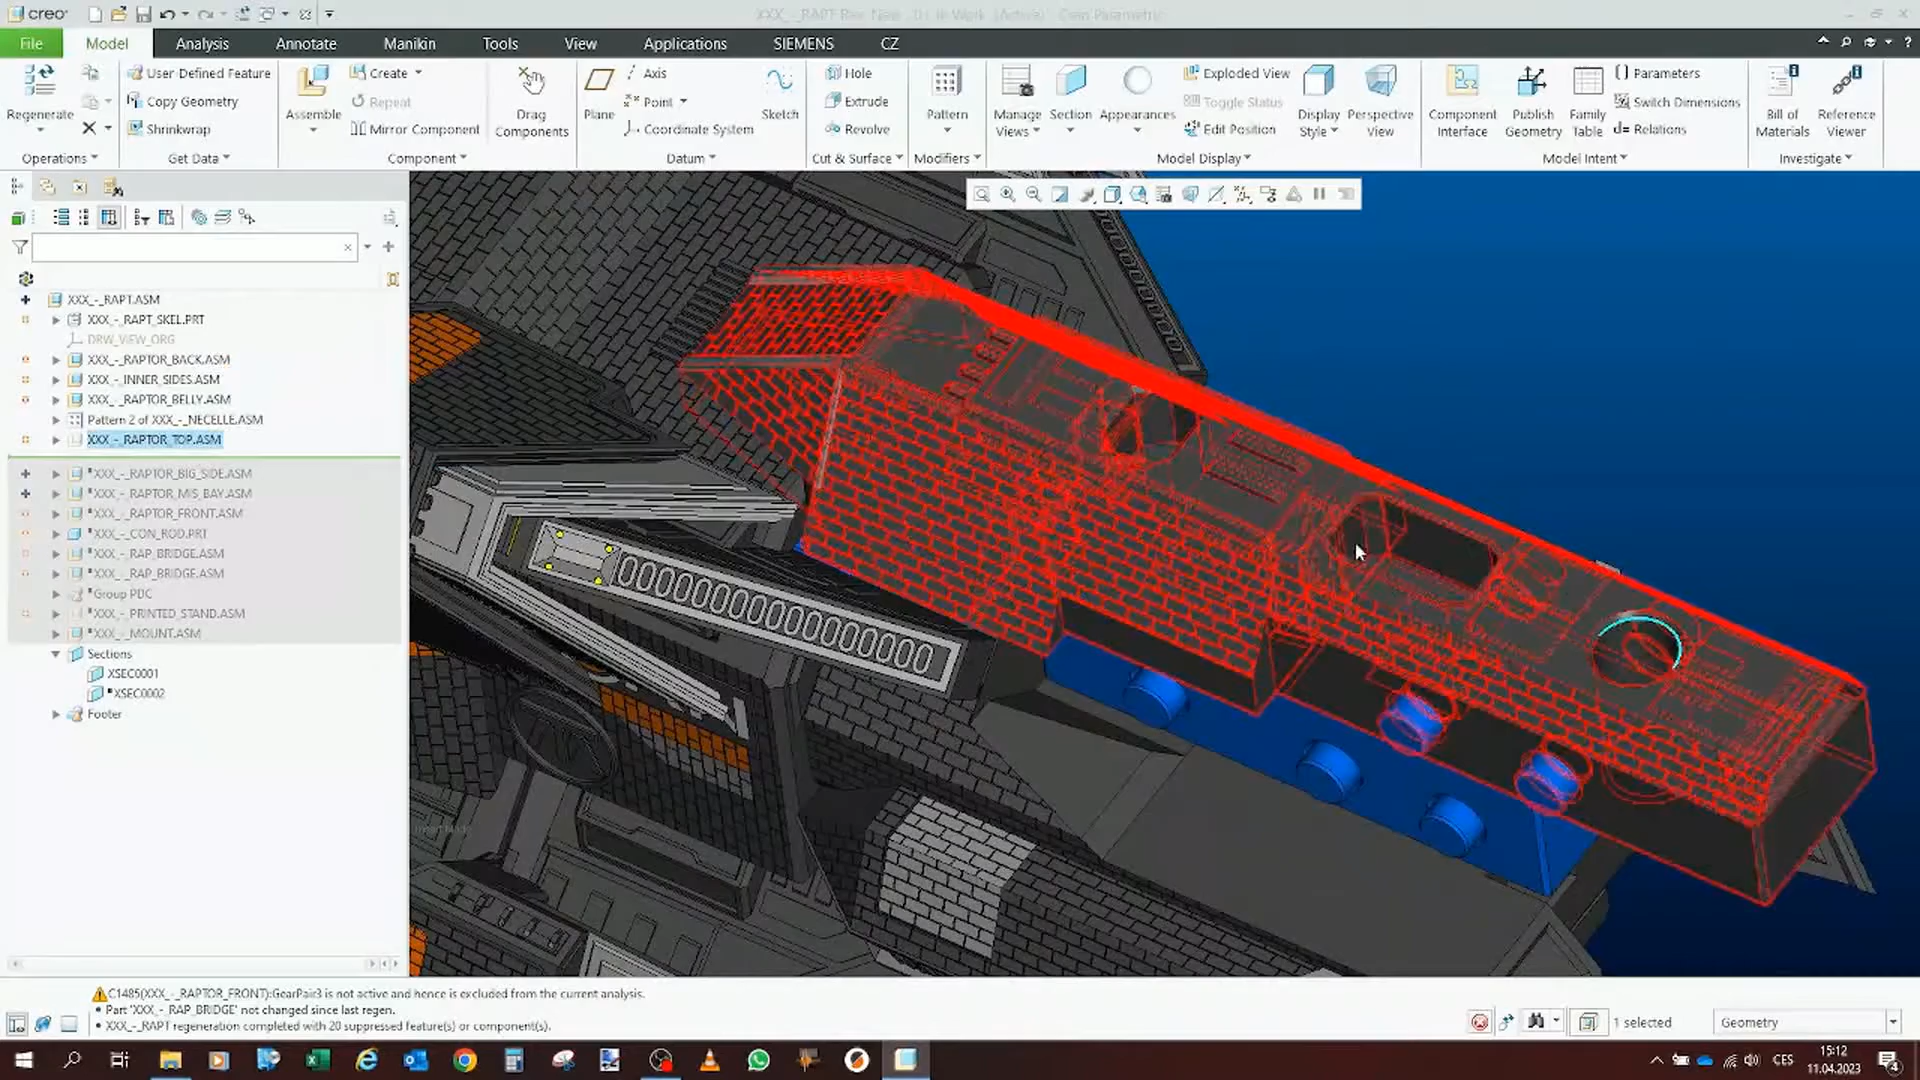 creo
File Model Analysis Annotate Manikin Tools View Applications SIEMENS CZ
Regenerate
Operations
User-Defined Feature
Copy Geometry
Shrinkwrap
Get Data
Assemble
Create
Repeat
Mirror Component
Component
Drag Components
Plane
Axis
Point
Coordinate System
Sketch
Datum
Hole
Extrude
Revolve
Cut & Surface
Pattern
Modifiers
Manage Views
Section
Appearances
Exploded View
Toggle Status
Edit Position
Display Style
Perspective View
Model Display
Component Interface
Publish Geometry
Family Table
Parameters
Switch Dimensions
d= Relations
Model Intent
Bill of Materials
Reference Viewer
Investigate
XXX_-_RAPT.ASM
XXX_-_RAPT_SKEL.PRT
DRW_VIEW_ORG
XXX_-_RAPTOR_BACK.ASM
XXX_-_INNER_SIDES.ASM
XXX_-_RAPTOR_BELLY.ASM
Pattern 2 of XXX_-_NECELLE.ASM
XXX_-_RAPTOR_TOP.ASM
XXX_-_RAPTOR_BIG_SIDE.ASM
XXX_-_RAPTOR_MIS_BAY.ASM
XXX_-_RAPTOR_FRONT.ASM
XXX_-_CON_ROD.PRT
XXX_-_RAP_BRIDGE.ASM
XXX_-_RAP_BRIDGE.ASM
Group PDC
XXX_-_PRINTED_STAND.ASM
XXX_-_MOUNT.ASM
Sections
XSEC0001
XSEC0002
Footer
C1485(XXX_-_RAPTOR_FRONT):GearPair3 is not active and hence is excluded from the current analysis.
• Part 'XXX_-_RAP_BRIDGE' not changed since last regen.
• XXX_-_RAPT regeneration completed with 20 suppressed feature(s) or component(s).
1 selected
Geometry
CES
15:12
11.04.2023
4